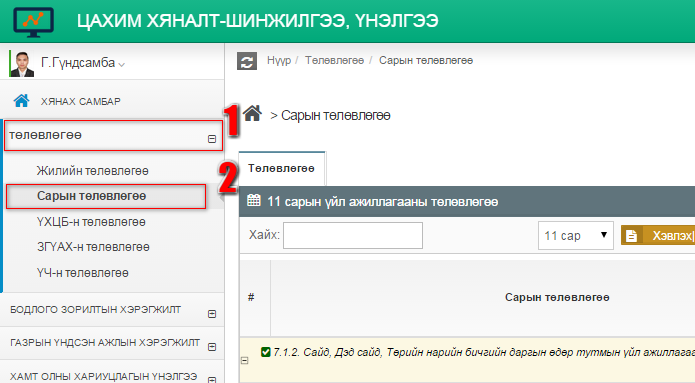 ЦАХИМ ХЯНАЛТ-ШИНЖИЛГЭЭ, ҮНЭЛГЭЭ
Г.Гүндсамба
Нүүр / Төлөвлөгөө / Сарын төлөвлөгөө
ХЯНАХ САМБАР
> Сарын төлөвлөгөө
1
төлөвлөгөө
2
Жилийн төлөвлөгөө
Сарын төлөвлөгөө
ҮХЦБ-н төлөвлөгөө
ЗГҮАХ-н төлөвлөгөө
ҮЧ-н төлөвлөгөө
БОДЛОГО ЗОРИЛТЫН ХЭРЭГЖИЛТ
ГАЗРЫН ҮНДСЭН АЖЛЫН ХЭРЭГЖИЛТ
ХАМТ ОЛНЫ ХАРИУЦЛАГЫН ҮНЭЛГЭЭ
Төлөвлөгөө
11 сарын үйл ажиллагааны төлөвлөгөө
Хайх:
11 сар
Хэвлэх
#
Сарын төлөвлөгөө
7.1.2. Сайд, Дэд сайд, Төрийн нарийн бичгийн даргын өдөр тутмын үйл ажиллага